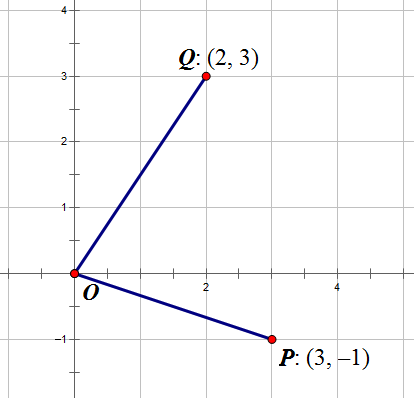 4
Q: (2, 3)
3
2
1
O
2
4
–1
P: (3, –1)